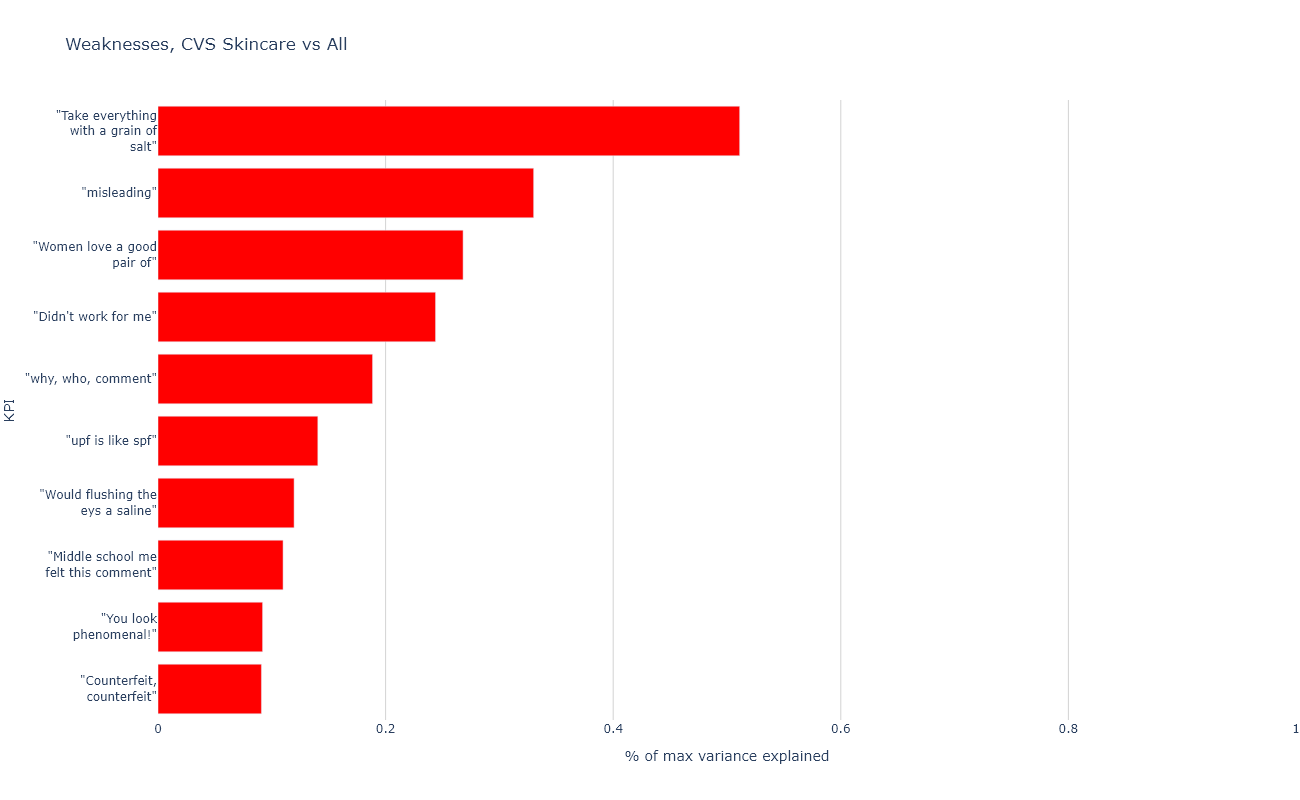 Weaknesses, CVS Skincare vs All
"Take everything
with a grain of
salt"
"misleading"
"Women love a good
pair of"
"Didn't work for me"
"why, who, comment"
"upf is like spf"
"Would flushing the
eys a saline"
"Middle school me
felt this comment"
"You look
phenomenal!"
"Counterfeit,
counterfeit"
KPI
0 0.2 0.4 0.6 0.8 1
% of max variance explained